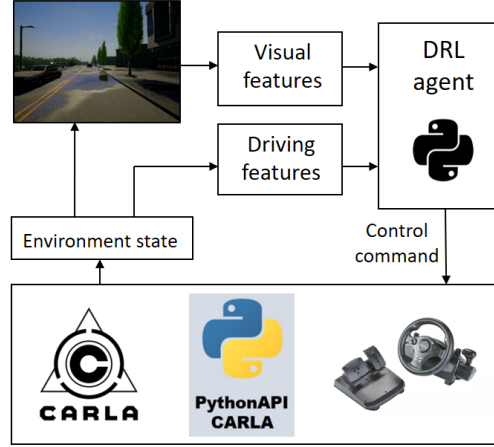 Visual
features
DRL
agent
Driving
features
Environment state
Control
command
C
CARLA
PythonAPI
CARLA